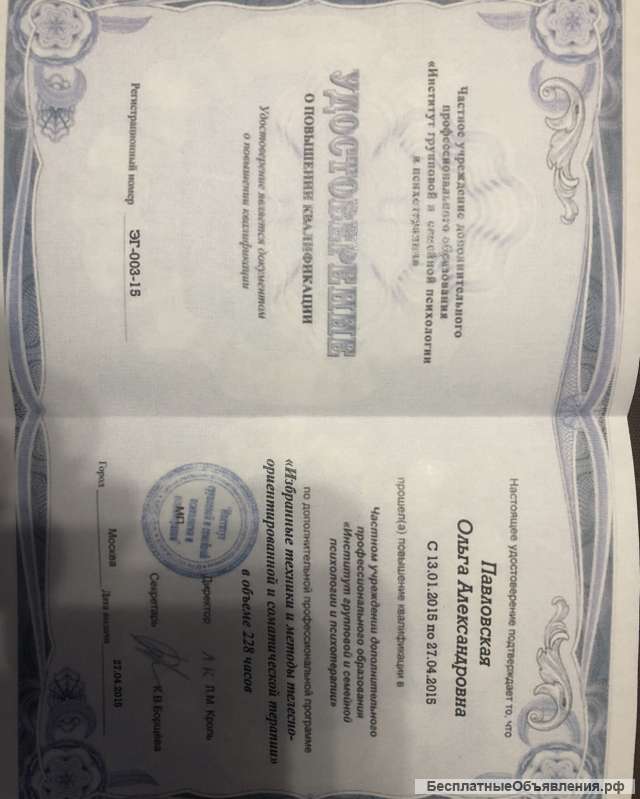 Частное учреждение дополнительного
профессионального образования
«Институт групповой и семейной психологии
и психотерапии»
УДОСТОВЕРЕНИЕ
О ПОВЫШЕНИИ КВАЛИФИКАЦИИ
Удостоверение является документом
о повышении квалификации
Регистрационный номер ЭГ-003-15
Настоящее удостоверение подтверждает то, что
Павловская
Ольга Александровна
С 13.01.2015 по 27.04.2015
прошел(а) повышение квалификации в
Частном учреждении дополнительного
профессионального образования
«Институт групповой и семейной
психологии и психотерапии»
по дополнительной профессиональной программе
«Избранные техники и методы телесно-
ориентированной и соматической терапии»
в объеме 228 часов
М.П.
Директор Л.М. Кроль
Секретарь К.В.Борщева
Город Москва Дата выдачи 27.04.2015
БесплатныеОбъявления.рф